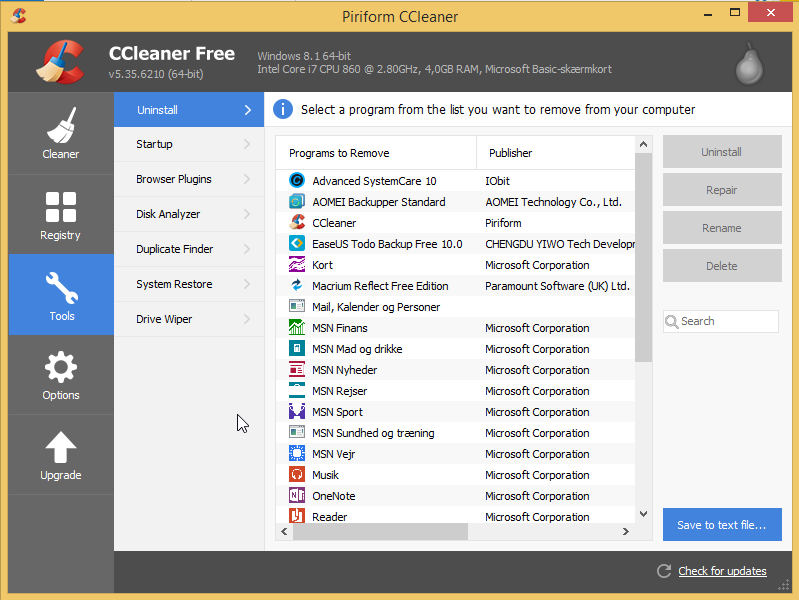 Piriform CCleaner
CCleaner Free
v5.35.6210 (64-bit)
Windows 8.1 64-bit
Intel Core i7 CPU 860 @ 2.80GHz, 4,0GB RAM, Microsoft Basic-skærmkort
Cleaner
Registry
Tools
Options
Upgrade
Uninstall
Startup
Browser Plugins
Disk Analyzer
Duplicate Finder
System Restore
Drive Wiper
Select a program from the list you want to remove from your computer
Programs to Remove Publisher
Advanced SystemCare 10 IObit
AOMEI Backupper Standard AOMEI Technology Co., Ltd.
CCleaner Piriform
EaseUS Todo Backup Free 10.0 CHENGDU YIWO Tech Develop
Kort Microsoft Corporation
Macrium Reflect Free Edition Paramount Software (UK) Ltd.
Mail, Kalender og Personer
MSN Finans Microsoft Corporation
MSN Mad og drikke Microsoft Corporation
MSN Nyheder Microsoft Corporation
MSN Rejser Microsoft Corporation
MSN Sport Microsoft Corporation
MSN Sundhed og træning Microsoft Corporation
MSN Vejr Microsoft Corporation
Musik Microsoft Corporation
OneNote Microsoft Corporation
Reader Microsoft Corporation
Uninstall
Repair
Rename
Delete
Search
Save to text file...
Check for updates